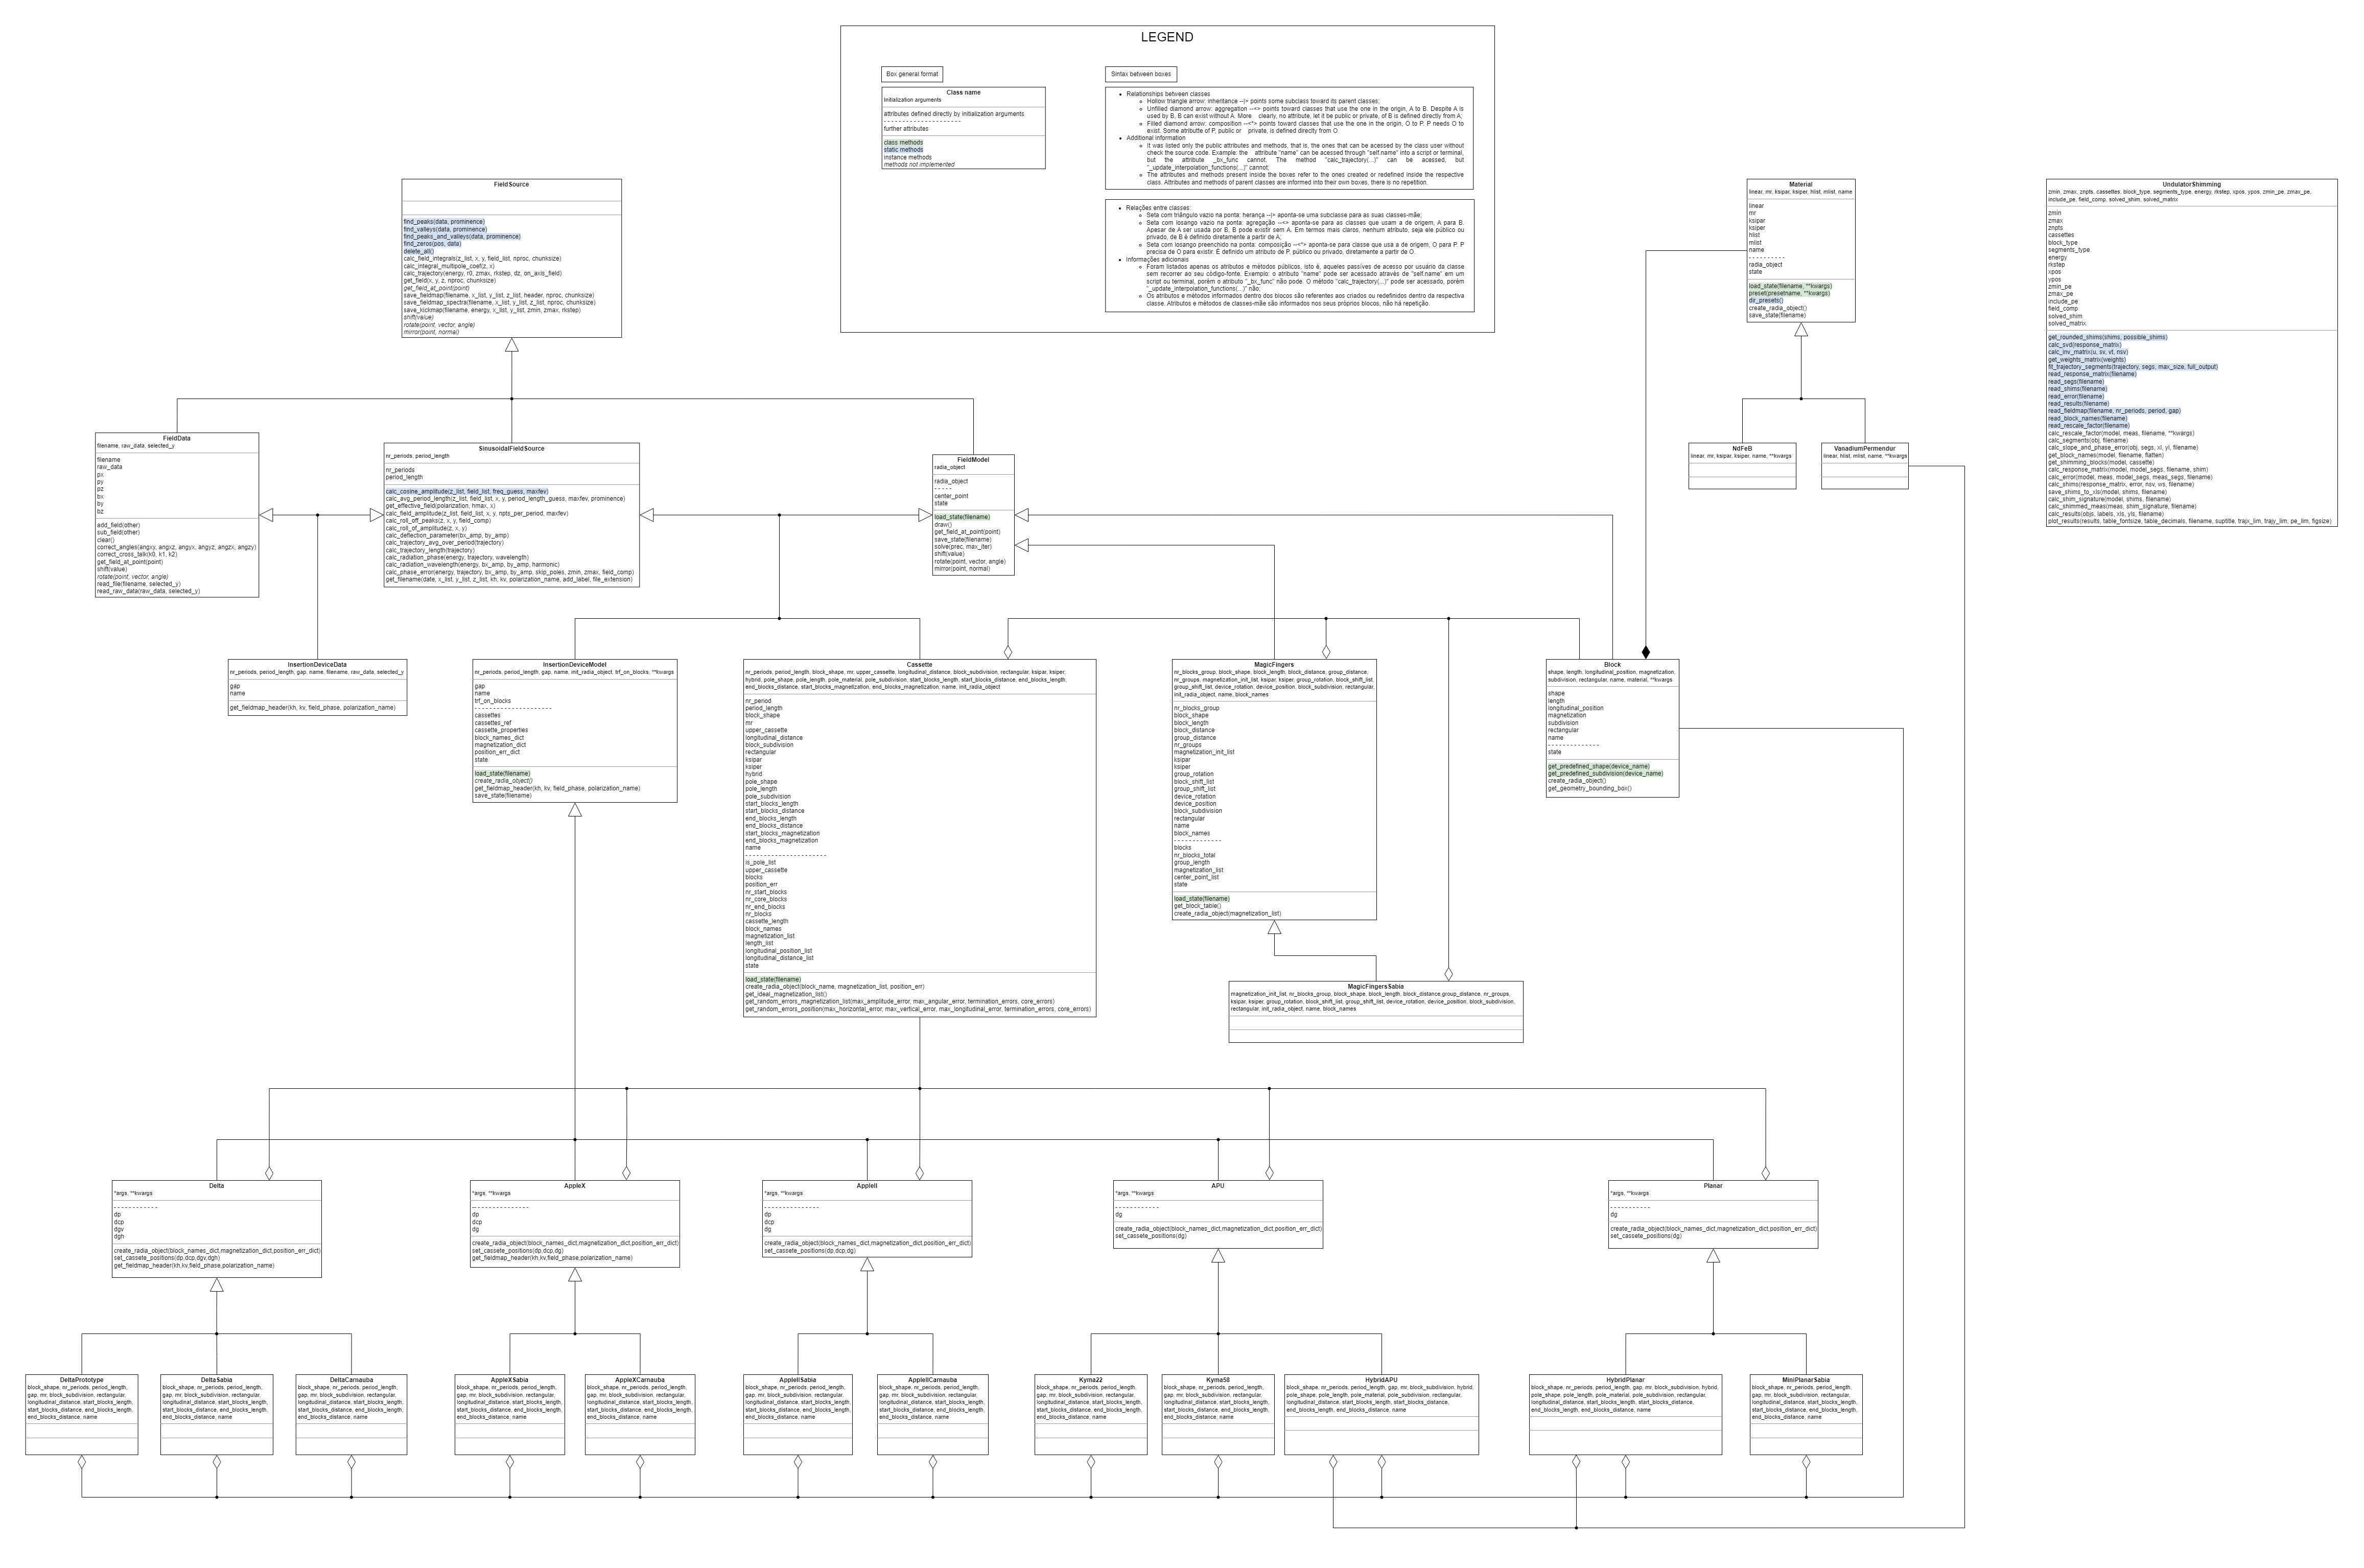 LEGEND
Box general format
Class name
Initialization arguments
attributes defined directly by initialization arguments
- - - - - - - - - - - - - - - - - - - - -
further attributes
class methods
static methods
instance methods
methods not implemented
Sintax between boxes
Relationships between classes
Hollow triangle arrow: inheritance --|> points some subclass toward its parent classes;
Unfilled diamond arrow: aggregation --<> points toward classes that use the one in the origin, A to B. Despite A is
used by B, B can exist without A. More clearly, no attribute, let it be public or private, of B is defined directly from A;
Filled diamond arrow: composition --<*> points toward classes that use the one in the origin, O to P. P needs O to
exist. Some atributte of P, public or private, is defined direclty from O
Additional information
It was listed only the public attributes and methods, that is, the ones that can be acessed by the class user without
check the source code. Example: the attribute "name" can be acessed through "self.name" into a script or terminal,
but the attribute _bx_func cannot. The method "calc_trajectory(...)" can be acessed, but
"_update_interpolation_functions(...)" cannot;
The attributes and methods present inside the boxes refer to the ones created or redefined inside the respective
class. Attributes and methods of parent classes are informed into their own boxes, there is no repetition.
Relações entre classes:
Seta com triângulo vazio na ponta: herança --|> aponta-se uma subclasse para as suas classes-mãe;
Seta com losango vazio na ponta: agregação --<> aponta-se para as classes que usam a de origem, A para B.
Apesar de A ser usada por B, B pode existir sem A. Em termos mais claros, nenhum atributo, seja ele público ou
privado, de B é definido diretamente a partir de A;
Seta com losango preenchido na ponta: composição --<*> aponta-se para classe que usa a de origem, O para P. P
precisa de O para existir. É definido um atributo de P, público ou privado, diretamente a partir de O.
Informações adicionais
Foram listados apenas os atributos e métodos públicos, isto é, aqueles passíves de acesso por usuário da classe
sem recorrer ao seu código-fonte. Exemplo: o atributo "name" pode ser acessado através de "self.name" em um
script ou terminal, porém o atributo "_bx_func" não pode. O método "calc_trajectory(...)" pode ser acessado, porém
"_update_interpolation_functions(...)" não;
Os atributos e métodos informados dentro dos blocos são referentes aos criados ou redefinidos dentro da respectiva
classe. Atributos e métodos de classes-mãe são informados nos seus próprios blocos, não há repetição.
FieldSource
find_peaks(data, prominence)
find_valleys(data, prominence)
find_peaks_and_valleys(data, prominence)
find_zeros(pos, data)
delete_all()
calc_field_integrals(z_list, x, y, field_list, nproc, chunksize)
calc_integral_multipole_coef(z, x)
calc_trajectory(energy, r0, zmax, rkstep, dz, on_axis_field)
get_field(x, y, z, nproc, chunksize)
get_field_at_point(point)
save_fieldmap(filename, x_list, y_list, z_list, header, nproc, chunksize)
save_fieldmap_spectra(filename, x_list, y_list, z_list, nproc, chunksize)
save_kickmap(filename, energy, x_list, y_list, zmin, zmax, rkstep)
shift(value)
rotate(point, vector, angle)
mirror(point, normal)
Material
linear, mr, ksipar, ksiper, hlist, mlist, name
linear
mr
ksipar
ksiper
hlist
mlist
name
- - - - - - - - - -
radia_object
state
load_state(filename, **kwargs)
preset(presetname, **kwargs)
dir_presets()
create_radia_object()
save_state(filename)
UndulatorShimming
zmin, zmax, znpts, cassettes, block_type, segments_type, energy, rkstep, xpos, ypos, zmin_pe, zmax_pe,
include_pe, field_comp, solved_shim, solved_matrix
zmin
zmax
znpts
cassettes
block_type
segments_type
energy
rkstep
xpos
ypos
zmin_pe
zmax_pe
include_pe
field_comp
solved_shim
solved_matrix
get_rounded_shims(shims, possible_shims)
calc_svd(response_matrix)
calc_inv_matrix(u, sv, vt, nsv)
get_weights_matrix(weights)
fit_trajectory_segments(trajectory, segs, max_size, full_output)
read_response_matrix(filename)
read_segs(filename)
read_shims(filename)
read_error(filename)
read_results(filename)
read_fieldmap(filename, nr_periods, period, gap)
read_block_names(filename)
read_rescale_factor(filename)
calc_rescale_factor(model, meas, filename, **kwargs)
calc_segments(obj, filename)
calc_slope_and_phase_error(obj, segs, xl, yl, filename)
get_block_names(model, filename, flatten)
get_shimming_blocks(model, cassette)
calc_response_matrix(model, model_segs, filename, shim)
calc_error(model, meas, model_segs, meas_segs, filename)
calc_shims(response_matrix, error, nsv, ws, filename)
save_shims_to_xls(model, shims, filename)
calc_shim_signature(model, shims, filename)
calc_shimmed_meas(meas, shim_signature, filename)
calc_results(objs, labels, xls, yls, filename)
plot_results(results, table_fontsize, table_decimals, filename, suptitle, trajx_lim, trajy_lim, pe_lim, figsize)
FieldData
filename, raw_data, selected_y
filename
raw_data
px
py
pz
bx
by
bz
add_field(other)
sub_field(other)
clear()
correct_angles(angxy, angxz, angyx, angyz, angzx, angzy)
correct_cross_talk(k0, k1, k2)
get_field_at_point(point)
shift(value)
rotate(point, vector, angle)
read_file(filename, selected_y)
read_raw_data(raw_data, selected_y)
SinusoidalFieldSource
nr_periods, period_length
nr_periods
period_length
calc_cosine_amplitude(z_list, field_list, freq_guess, maxfev)
calc_avg_period_length(z_list, field_list, x, y, period_length_guess, maxfev, prominence)
get_effective_field(polarization, hmax, x)
calc_field_amplitude(z_list, field_list, x, y, npts_per_period, maxfev)
calc_roll_off_peaks(z, x, y, field_comp)
calc_roll_of_amplitude(z, x, y)
calc_deflection_parameter(bx_amp, by_amp)
calc_trajectory_avg_over_period(trajectory)
calc_trajectory_length(trajectory)
calc_radiation_phase(energy, trajectory, wavelength)
calc_radiation_wavelength(energy, bx_amp, by_amp, harmonic)
calc_phase_error(energy, trajectory, bx_amp, by_amp, skip_poles, zmin, zmax, field_comp)
get_filename(date, x_list, y_list, z_list, kh, kv, polarization_name, add_label, file_extension)
FieldModel
radia_object
radia_object
- - - - -
center_point
state
load_state(filename)
draw()
get_field_at_point(point)
save_state(filename)
solve(prec, max_iter)
shift(value)
rotate(point, vector, angle)
mirror(point, normal)
NdFeB
linear, mr, ksipar, ksiper, name, **kwargs
VanadiumPermendur
linear, hlist, mlist, name, **kwargs
InsertionDeviceData
nr_periods, period_length, gap, name, filename, raw_data, selected_y
gap
name
get_fieldmap_header(kh, kv, field_phase, polarization_name)
InsertionDeviceModel
nr_periods, period_length, gap, name, init_radia_object, trf_on_blocks, **kwargs
gap
name
trf_on_blocks
- - - - - - - - - - - - - - - - - - - - -
cassettes
cassettes_ref
cassette_properties
block_names_dict
magnetization_dict
position_err_dict
state
load_state(filename)
create_radia_object()
get_fieldmap_header(kh, kv, field_phase, polarization_name)
save_state(filename)
Cassette
nr_periods, period_length, block_shape, mr, upper_cassette, longitudinal_distance, block_subdivision, rectangular, ksipar, ksiper,
hybrid, pole_shape, pole_length, pole_material, pole_subdivision, start_blocks_length, start_blocks_distance, end_blocks_length,
end_blocks_distance, start_blocks_magnetization, end_blocks_magnetization, name, init_radia_object
nr_period
period_length
block_shape
mr
upper_cassette
longitudinal_distance
block_subdivision
rectangular
ksipar
ksiper
hybrid
pole_shape
pole_length
pole_subdivision
start_blocks_length
start_blocks_distance
end_blocks_length
end_blocks_distance
start_blocks_magnetization
end_blocks_magnetization
name
- - - - - - - - - - - - - - - - - - - - - -
is_pole_list
upper_cassette
blocks
position_err
nr_start_blocks
nr_core_blocks
nr_end_blocks
nr_blocks
cassette_length
block_names
magnetization_list
length_list
longitudinal_position_list
longitudinal_distance_list
state
load_state(filename)
create_radia_object(block_name, magnetization_list, position_err)
get_ideal_magnetization_list()
get_random_errors_magnetization_list(max_amplitude_error, max_angular_error, termination_errors, core_errors)
get_random_errors_position(max_horizontal_error, max_vertical_error, max_longitudinal_error, termination_errors, core_errors)
MagicFingers
nr_blocks_group, block_shape, block_length, block_distance, group_distance,
nr_groups, magnetization_init_list, ksipar, ksiper, group_rotation, block_shift_list,
group_shift_list, device_rotation, device_position, block_subdivision, rectangular,
init_radia_object, name, block_names
nr_blocks_group
block_shape
block_length
block_distance
group_distance
nr_groups
magnetization_init_list
ksipar
ksiper
group_rotation
block_shift_list
group_shift_list
device_rotation
device_position
block_subdivision
rectangular
name
block_names
- - - - - - - - - - - - -
blocks
nr_blocks_total
group_length
magnetization_list
center_point_list
state
load_state(filename)
get_block_table()
create_radia_object(magnetization_list)
Block
shape, length, longitudinal_position, magnetization,
subdivision, rectangular, name, material, **kwargs
shape
length
longitudinal_position
magnetization
subdivision
rectangular
name
- - - - - - - - - - - - - -
state
get_predefined_shape(device_name)
get_predefined_subdivision(device_name)
create_radia_object()
get_geometry_bounding_box()
MagicFingersSabia
magnetization_init_list, nr_blocks_group, block_shape, block_length, block_distance,group_distance, nr_groups,
ksipar, ksiper, group_rotation, block_shift_list, group_shift_list, device_rotation, device_position, block_subdivision,
rectangular, init_radia_object, name, block_names
Delta
*args, **kwargs
- - - - - - - - - - - -
dp
dcp
dgv
dgh
create_radia_object(block_names_dict,magnetization_dict,position_err_dict)
set_cassete_positions(dp,dcp,dgv,dgh)
get_fieldmap_header(kh,kv,field_phase,polarization_name)
AppleX
*args, **kwargs
- - - - - - - - - - - - - - -
dp
dcp
dg
create_radia_object(block_names_dict,magnetization_dict,position_err_dict)
set_cassete_positions(dp,dcp,dg)
get_fieldmap_header(kh,kv,field_phase,polarization_name)
AppleII
*args, **kwargs
- - - - - - - - - - - - - - -
dp
dcp
dg
create_radia_object(block_names_dict,magnetization_dict,position_err_dict)
set_cassete_positions(dp,dcp,dg)
APU
*args, **kwargs
- - - - - - - - - - - -
dg
create_radia_object(block_names_dict,magnetization_dict,position_err_dict)
set_cassete_positions(dg)
Planar
*args, **kwargs
- - - - - - - - - - -
dg
create_radia_object(block_names_dict,magnetization_dict,position_err_dict)
set_cassete_positions(dg)
DeltaPrototype
block_shape, nr_periods, period_length,
gap, mr, block_subdivision, rectangular,
longitudinal_distance, start_blocks_length,
start_blocks_distance, end_blocks_length,
end_blocks_distance, name
DeltaSabia
block_shape, nr_periods, period_length,
gap, mr, block_subdivision, rectangular,
longitudinal_distance, start_blocks_length,
start_blocks_distance, end_blocks_length,
end_blocks_distance, name
DeltaCarnauba
block_shape, nr_periods, period_length,
gap, mr, block_subdivision, rectangular,
longitudinal_distance, start_blocks_length,
start_blocks_distance, end_blocks_length,
end_blocks_distance, name
AppleXSabia
block_shape, nr_periods, period_length,
gap, mr, block_subdivision, rectangular,
longitudinal_distance, start_blocks_length,
start_blocks_distance, end_blocks_length,
end_blocks_distance, name
AppleXCarnauba
block_shape, nr_periods, period_length,
gap, mr, block_subdivision, rectangular,
longitudinal_distance, start_blocks_length,
start_blocks_distance, end_blocks_length,
end_blocks_distance, name
AppleIISabia
block_shape, nr_periods, period_length,
gap, mr, block_subdivision, rectangular,
longitudinal_distance, start_blocks_length,
start_blocks_distance, end_blocks_length,
end_blocks_distance, name
AppleIICarnauba
block_shape, nr_periods, period_length,
gap, mr, block_subdivision, rectangular,
longitudinal_distance, start_blocks_length,
start_blocks_distance, end_blocks_length,
end_blocks_distance, name
Kyma22
block_shape, nr_periods, period_length,
gap, mr, block_subdivision, rectangular,
longitudinal_distance, start_blocks_length,
start_blocks_distance, end_blocks_length,
end_blocks_distance, name
Kyma58
block_shape, nr_periods, period_length,
gap, mr, block_subdivision, rectangular,
longitudinal_distance, start_blocks_length,
start_blocks_distance, end_blocks_length,
end_blocks_distance, name
HybridAPU
block_shape, nr_periods, period_length, gap, mr, block_subdivision, hybrid,
pole_shape, pole_length, pole_material, pole_subdivision, rectangular,
longitudinal_distance, start_blocks_length, start_blocks_distance,
end_blocks_length, end_blocks_distance, name
HybridPlanar
block_shape, nr_periods, period_length, gap, mr, block_subdivision, hybrid,
pole_shape, pole_length, pole_material, pole_subdivision, rectangular,
longitudinal_distance, start_blocks_length, start_blocks_distance,
end_blocks_length, end_blocks_distance, name
MiniPlanarSabia
block_shape, nr_periods, period_length,
gap, mr, block_subdivision, rectangular,
longitudinal_distance, start_blocks_length,
start_blocks_distance, end_blocks_length,
end_blocks_distance, name